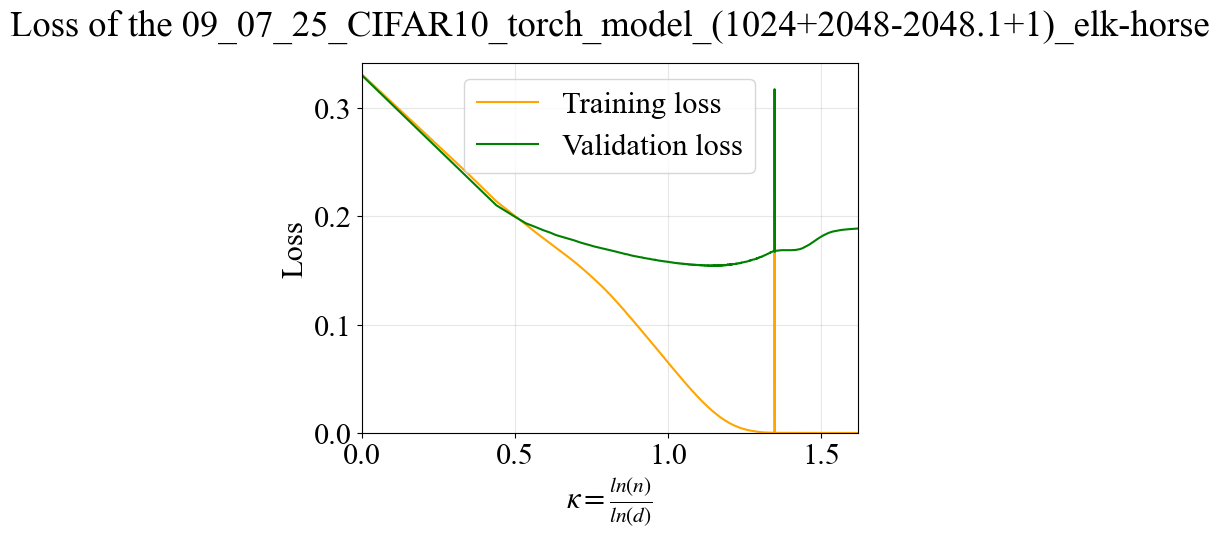 Loss of the 09_07_25_CIFAR10_torch_model_(1024+2048-2048.1+1)_elk-horse
Training loss
Validation loss
Loss
0.3
0.2
0.1
0.0
0.0 0.5 1.0 1.5
κ = ln(n)/ln(d)